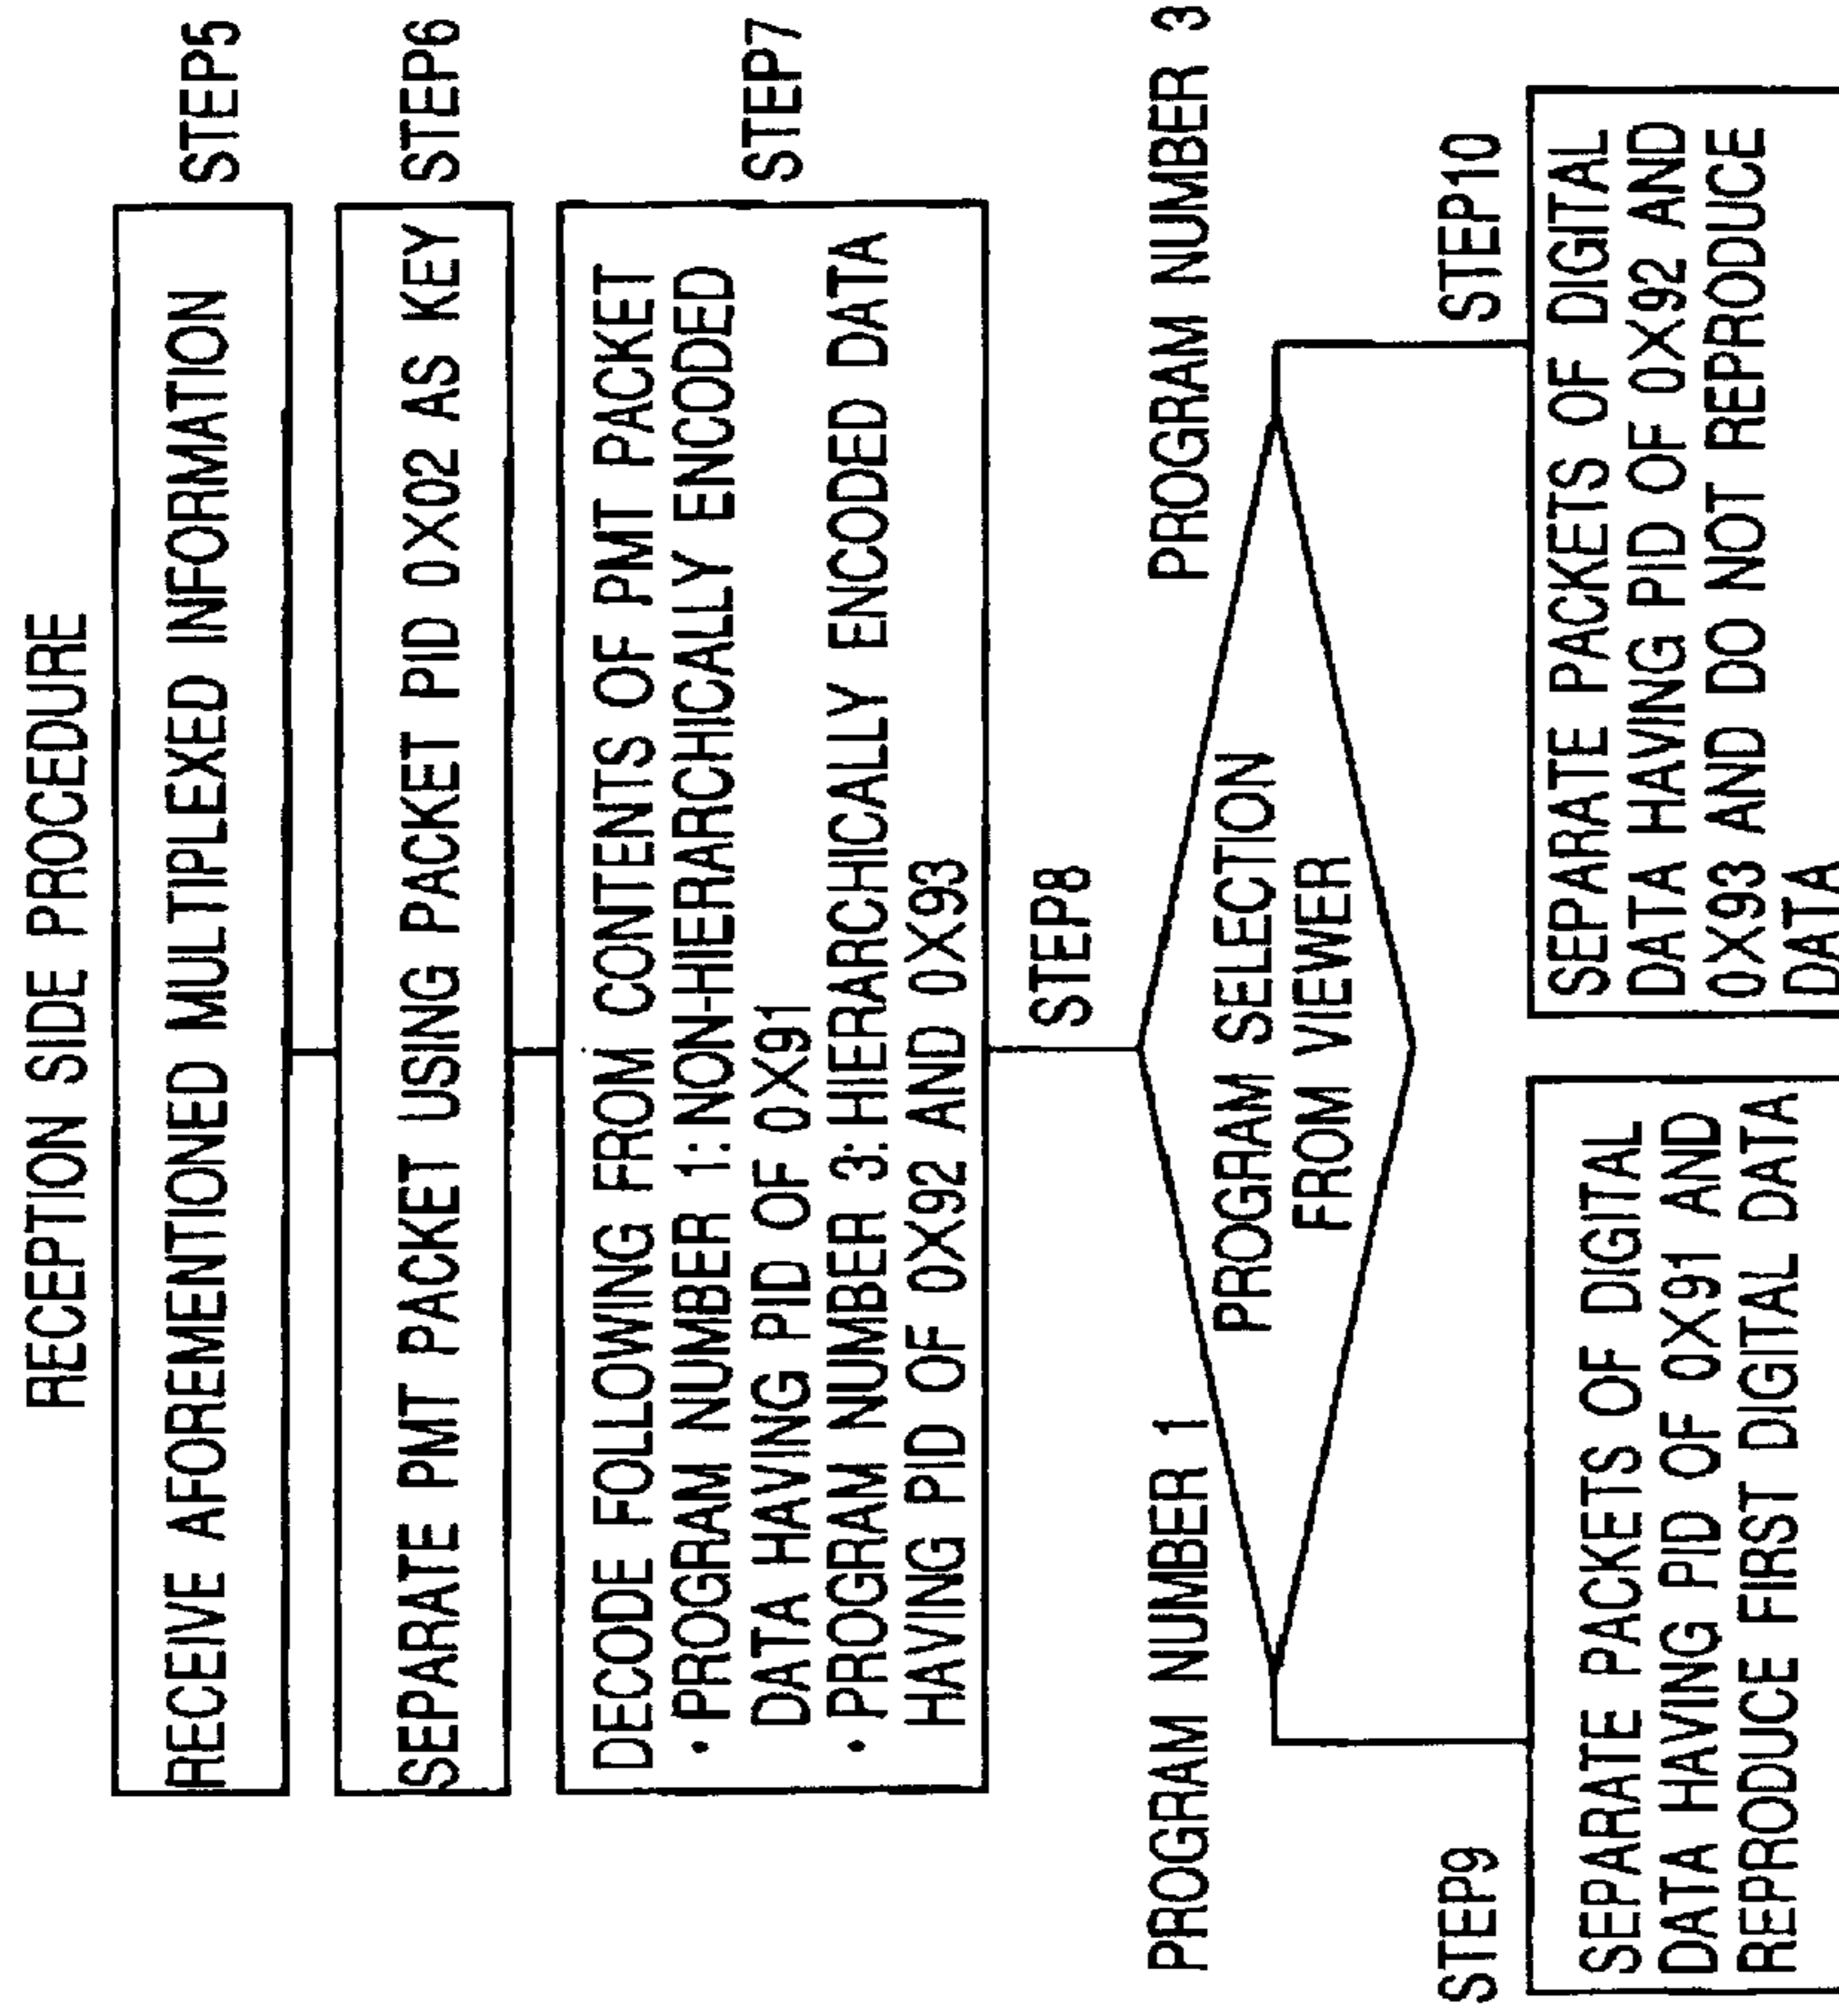 RECEPTION SIDE PROCEDURE
RECEIVE AFOREMENTIONED MULTIPLEXED INFORMATION
STEP5
SEPARATE PMT PACKET USING PACKET PID 0X02 AS KEY
STEP6
DECODE FOLLOWING FROM CONTENTS OF PMT PACKET
• PROGRAM NUMBER 1: NON-HIERARCHICALLY ENCODED
DATA HAVING PID OF 0X91
• PROGRAM NUMBER 3: HIERARCHICALLY ENCODED DATA
HAVING PID OF 0X92 AND 0X93
STEP7
STEP8
PROGRAM NUMBER 1
PROGRAM NUMBER 3
PROGRAM SELECTION
FROM VIEWER
STEP9
SEPARATE PACKETS OF DIGITAL
DATA HAVING PID OF 0X91 AND
REPRODUCE FIRST DIGITAL DATA
STEP10
SEPARATE PACKETS OF DIGITAL
DATA HAVING PID OF 0X92 AND
0X93 AND DO NOT REPRODUCE
DATA